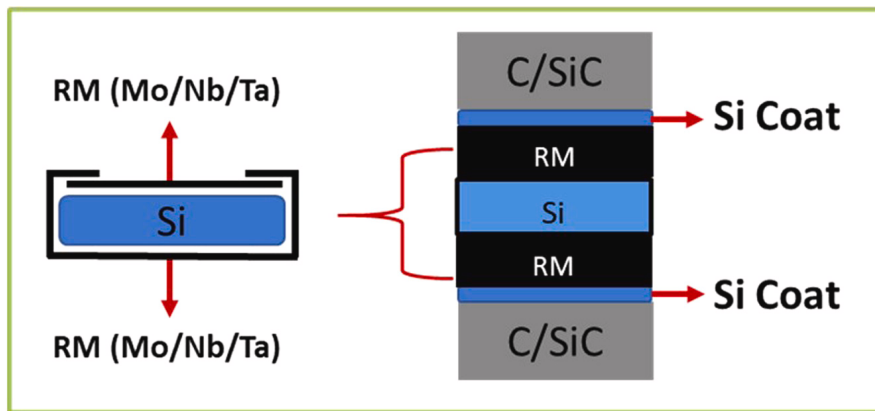 RM (Mo/Nb/Ta)
Si
RM (Mo/Nb/Ta)
C/SiC
Si Coat
RM
Si
RM
Si Coat
C/SiC